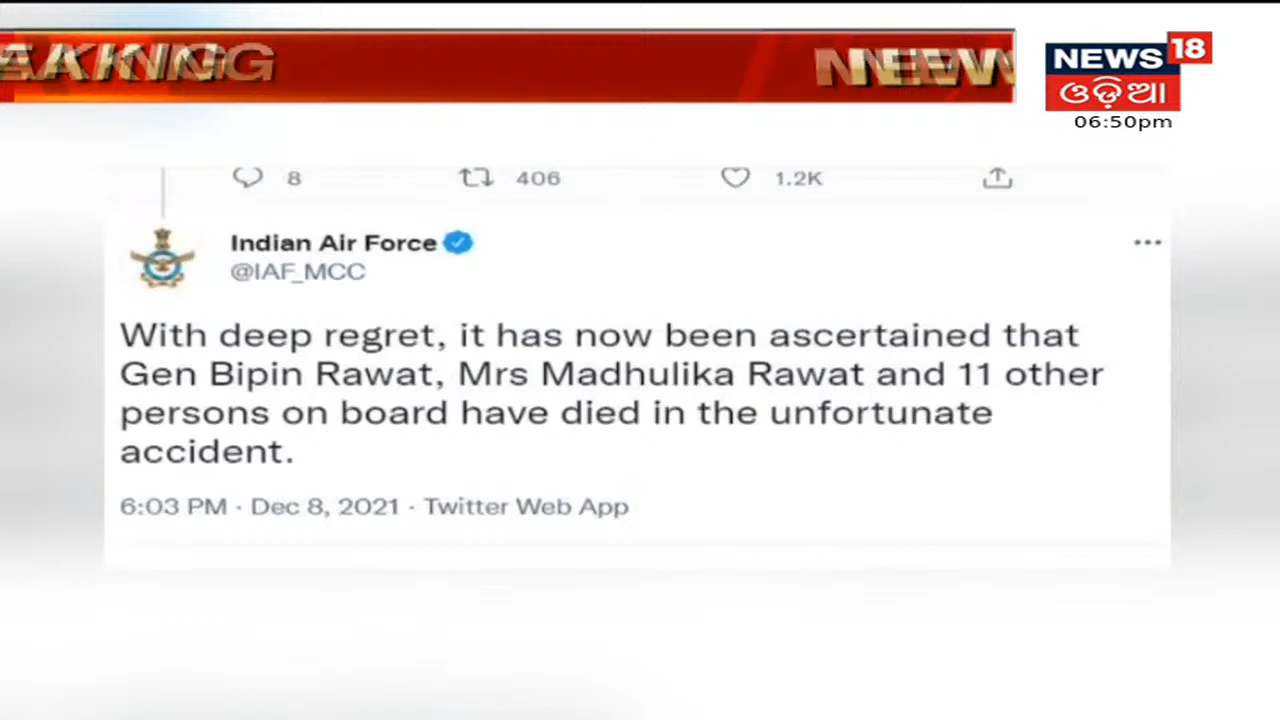 NEWS 18
ଓଡ଼ିଆ
06:50pm
8 406 1.2K
Indian Air Force
@IAF_MCC
With deep regret, it has now been ascertained that
Gen Bipin Rawat, Mrs Madhulika Rawat and 11 other
persons on board have died in the unfortunate
accident.
6:03 PM · Dec 8, 2021 · Twitter Web App